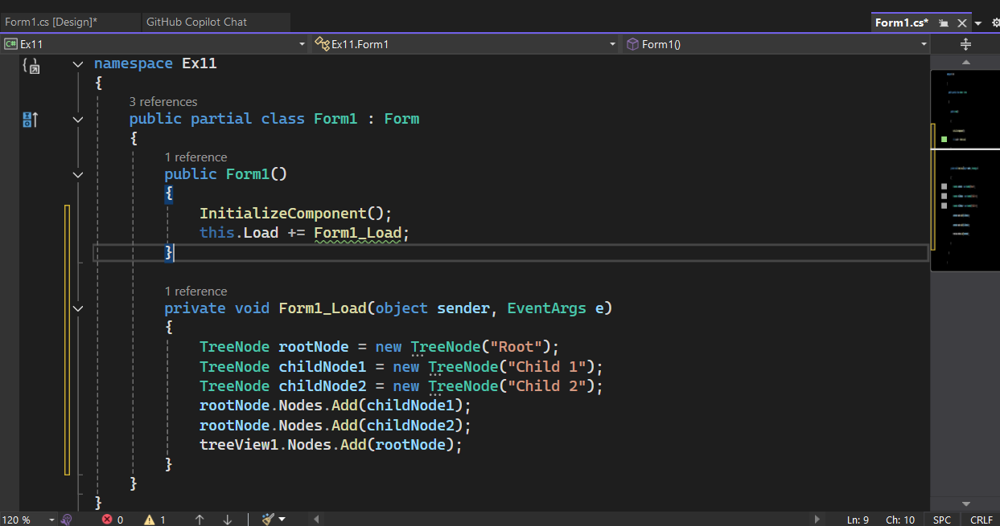 Form1.cs [Design]* GitHub Copilot Chat Form1.cs*
C# Ex11 Ex11.Form1 Form1()
namespace Ex11
{
3 references
public partial class Form1 : Form
{
1 reference
public Form1()
{
InitializeComponent();
this.Load += Form1_Load;
}
1 reference
private void Form1_Load(object sender, EventArgs e)
{
TreeNode rootNode = new TreeNode("Root");
TreeNode childNode1 = new TreeNode("Child 1");
TreeNode childNode2 = new TreeNode("Child 2");
rootNode.Nodes.Add(childNode1);
rootNode.Nodes.Add(childNode2);
treeView1.Nodes.Add(rootNode);
}
}
}
120 % 0 1 Ln: 9 Ch: 10 SPC CRLF